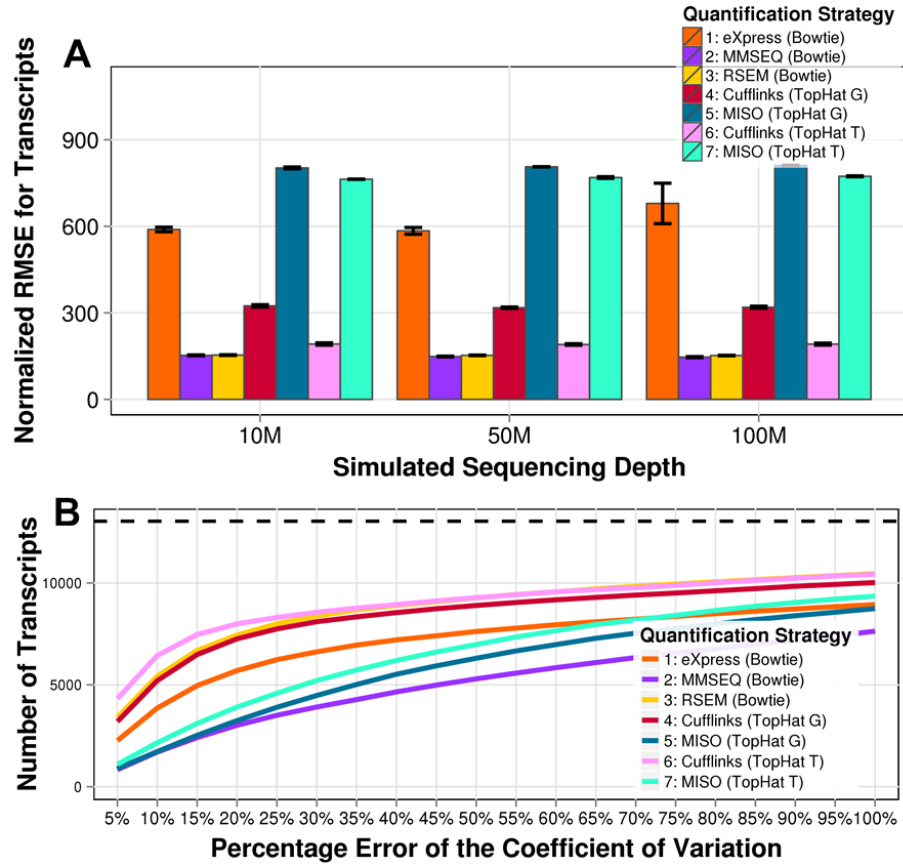 Quantification Strategy
1: eXpress (Bowtie)
2: MMSEQ (Bowtie)
3: RSEM (Bowtie)
4: Cufflinks (TopHat G)
5: MISO (TopHat G)
6: Cufflinks (TopHat T)
7: MISO (TopHat T)
A
Normalized RMSE for Transcripts
900
600
300
0
10M 50M 100M
Simulated Sequencing Depth
B
Number of Transcripts
10000
5000
0
Quantification Strategy
1: eXpress (Bowtie)
2: MMSEQ (Bowtie)
3: RSEM (Bowtie)
4: Cufflinks (TopHat G)
5: MISO (TopHat G)
6: Cufflinks (TopHat T)
7: MISO (TopHat T)
5% 10% 15% 20% 25% 30% 35% 40% 45% 50% 55% 60% 65% 70% 75% 80% 85% 90% 95% 100%
Percentage Error of the Coefficient of Variation